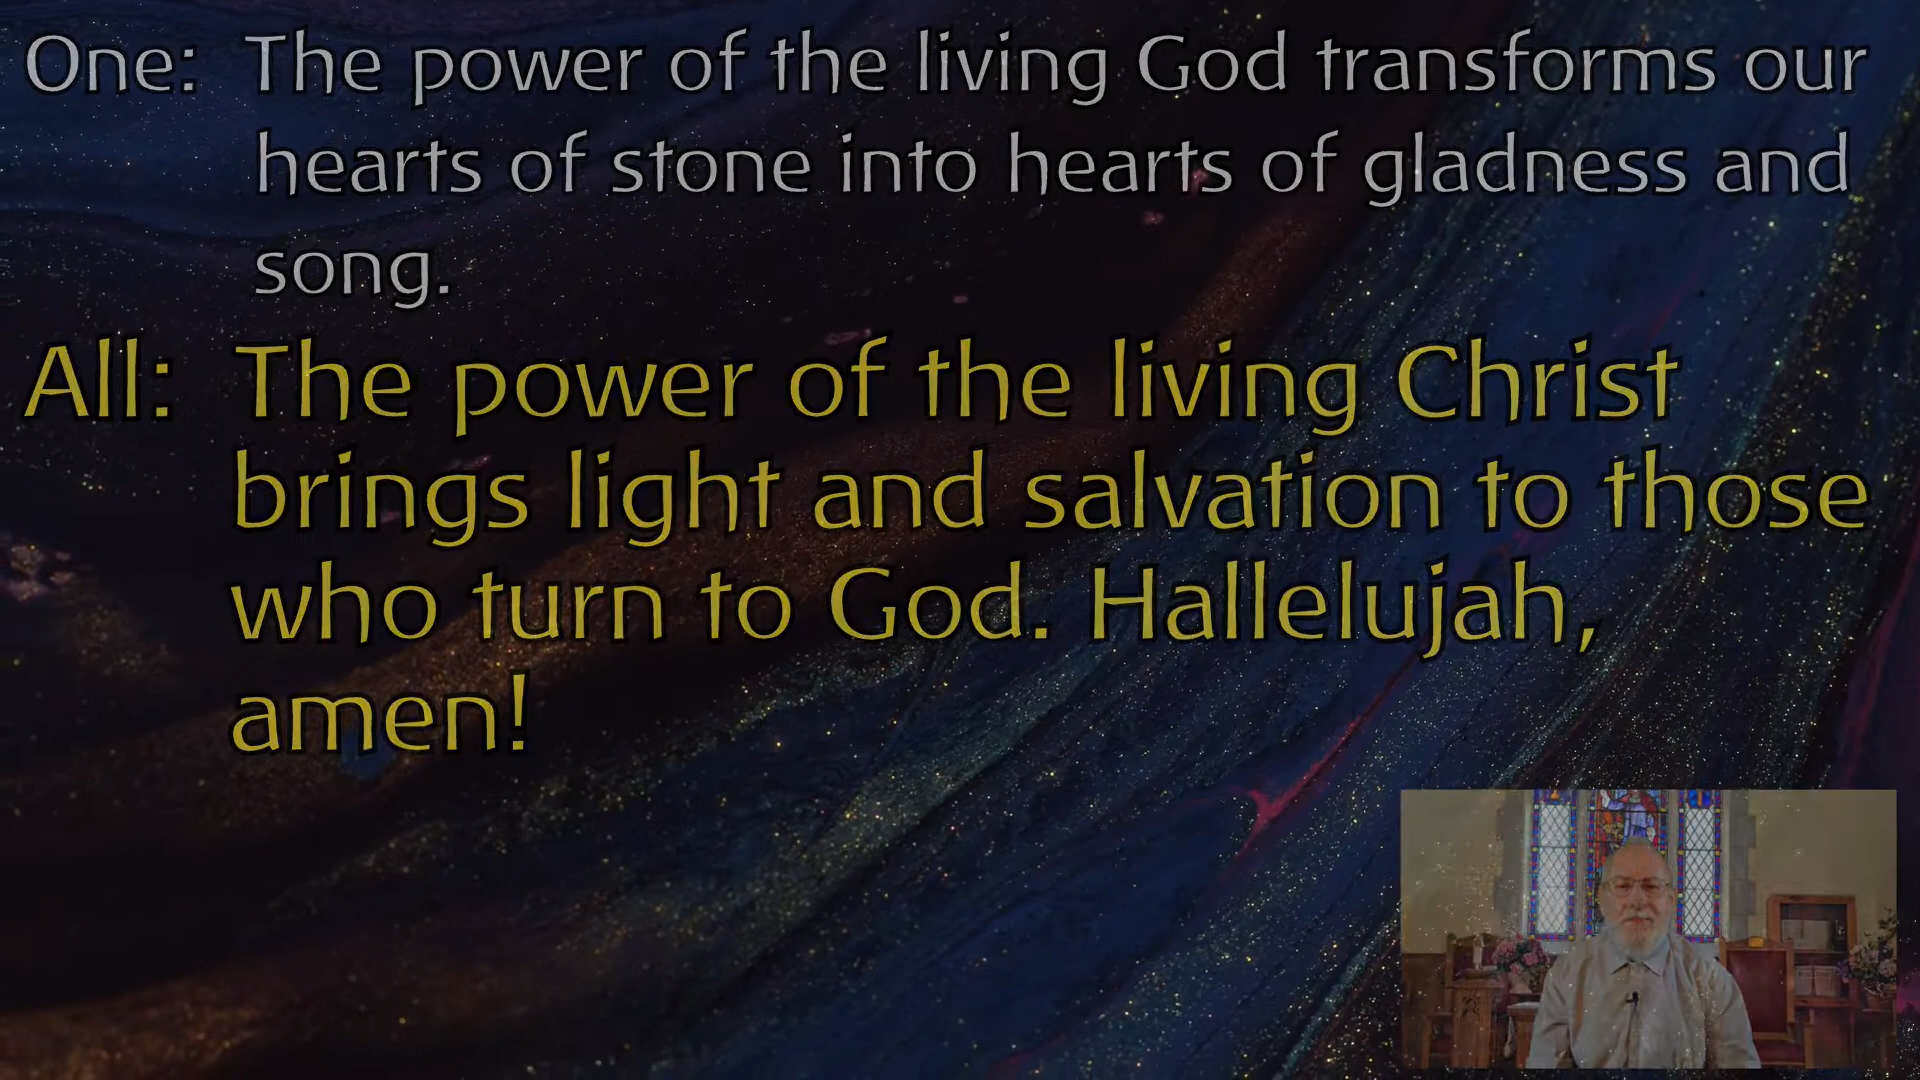 One: The power of the living God transforms our
hearts of stone into hearts of gladness and
song.
All: The power of the living Christ
brings light and salvation to those
who turn to God. Hallelujah,
amen!